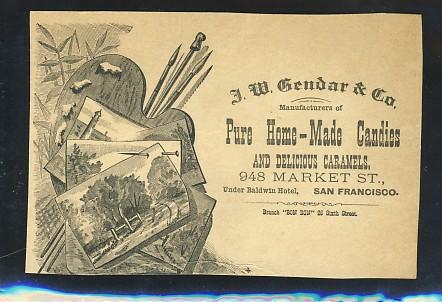 J. W. Gendar & Co.
Manufacturers of
Pure Home-Made Candies
AND DELICIOUS CARAMELS,
948 MARKET ST.,
Under Baldwin Hotel, SAN FRANCISCO.
Branch "BON BON" 26 Sixth Street.